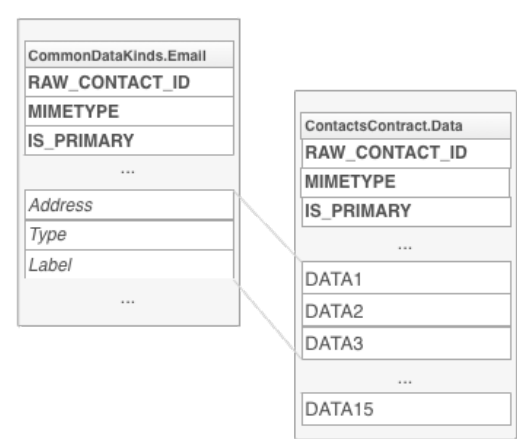 CommonDataKinds.Email
RAW_CONTACT_ID
MIMETYPE
IS_PRIMARY
...
Address
Type
Label
...
ContactsContract.Data
RAW_CONTACT_ID
MIMETYPE
IS_PRIMARY
...
DATA1
DATA2
DATA3
...
DATA15